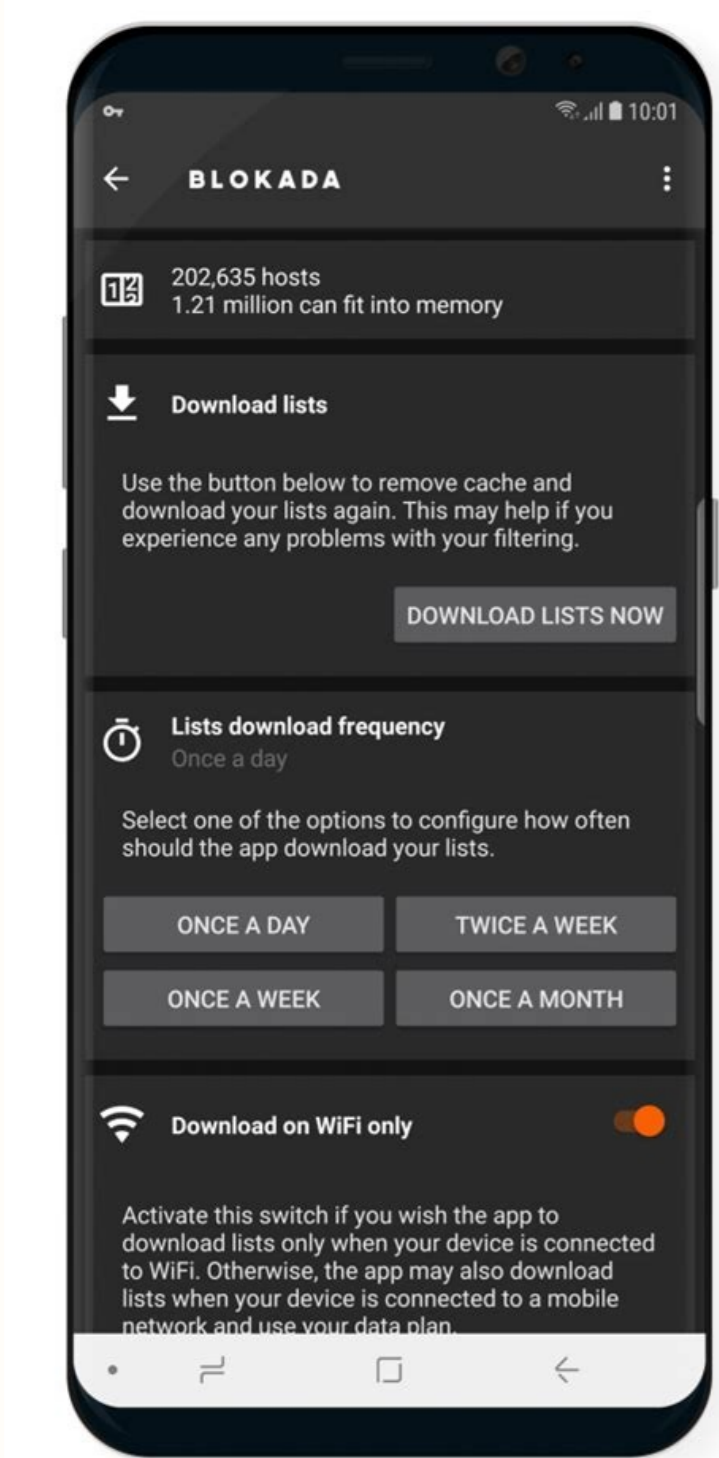 10:01
BLOKADA
202,635 hosts
1.21 million can fit into memory
Download lists
Use the button below to remove cache and
download your lists again. This may help if you
experience any problems with your filtering.
DOWNLOAD LISTS NOW
Lists download frequency
Once a day
Select one of the options to configure how often
should the app download your lists.
ONCE A DAY
TWICE A WEEK
ONCE A WEEK
ONCE A MONTH
Download on WiFi only
Activate this switch if you wish the app to
download lists only when your device is connected
to WiFi. Otherwise, the app may also download
lists when your device is connected to a mobile
network and use your data plan.